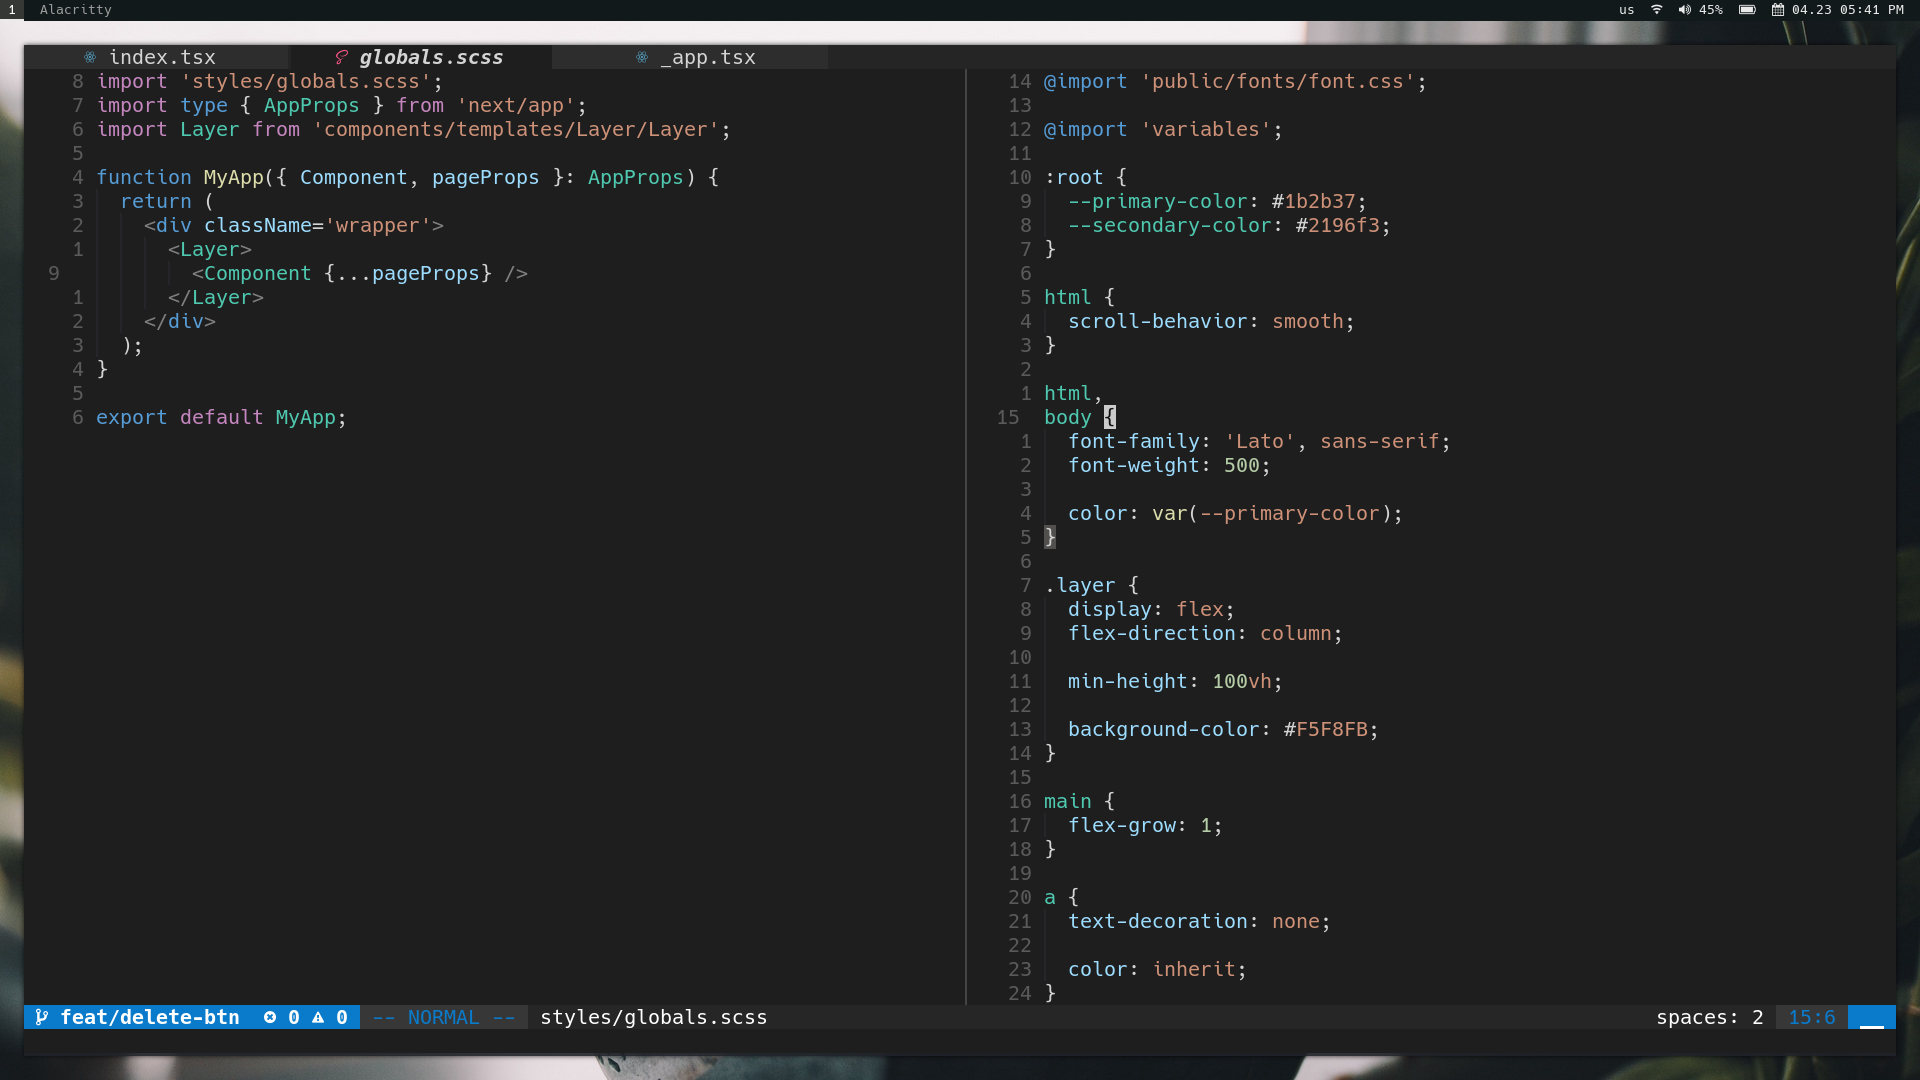 1 Alacritty us 45% 04.23 05:41 PM
index.tsx globals.scss _app.tsx
8 import 'styles/globals.scss';
7 import type { AppProps } from 'next/app';
6 import Layer from 'components/templates/Layer/Layer';
5
4 function MyApp({ Component, pageProps }: AppProps) {
3   return (
2     <div className='wrapper'>
1       <Layer>
9         <Component {...pageProps} />
1       </Layer>
2     </div>
3   );
4 }
5
6 export default MyApp;
14 @import 'public/fonts/font.css';
13
12 @import 'variables';
11
10 :root {
9   --primary-color: #1b2b37;
8   --secondary-color: #2196f3;
7 }
6
5 html {
4   scroll-behavior: smooth;
3 }
2
1 html,
15 body {
1   font-family: 'Lato', sans-serif;
2   font-weight: 500;
3
4   color: var(--primary-color);
5 }
6
7 .layer {
8   display: flex;
9   flex-direction: column;
10
11   min-height: 100vh;
12
13   background-color: #F5F8FB;
14 }
15
16 main {
17   flex-grow: 1;
18 }
19
20 a {
21   text-decoration: none;
22
23   color: inherit;
24 }
feat/delete-btn 0 0 -- NORMAL -- styles/globals.scss spaces: 2 15:6